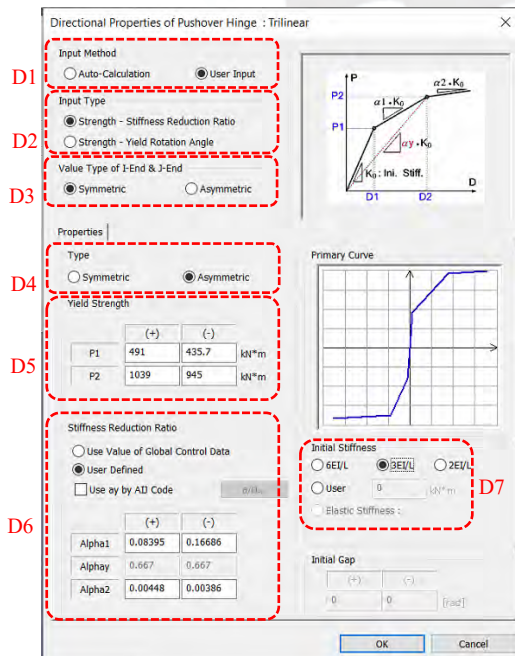 Directional Properties of Pushover Hinge : Trilinear
D1
Input Method
Auto-Calculation
User Input
D2
Input Type
Strength - Stiffness Reduction Ratio
Strength - Yield Rotation Angle
D3
Value Type of I-End & J-End
Symmetric
Asymmetric
P
α2•K0
α1•K0
P2
P1
αy•K0
K0 : Ini. Stiff.
D
D1
D2
Properties
D4
Type
Symmetric
Asymmetric
D5
Yield Strength
(+)
(-)
P1
491
435.7
kN*m
P2
1039
945
kN*m
Primary Curve
D6
Stiffness Reduction Ratio
Use Value of Global Control Data
User Defined
Use ay by AIJ Code
(+)
(-)
Alpha1
0.08395
0.16686
Alphay
0.667
0.667
Alpha2
0.00448
0.00386
D7
Initial Stiffness
6EI/L
3EI/L
2EI/L
User
0
kN*m
Elastic Stiffness :
Initial Gap
(+)
(-)
0
0
[rad]
OK
Cancel